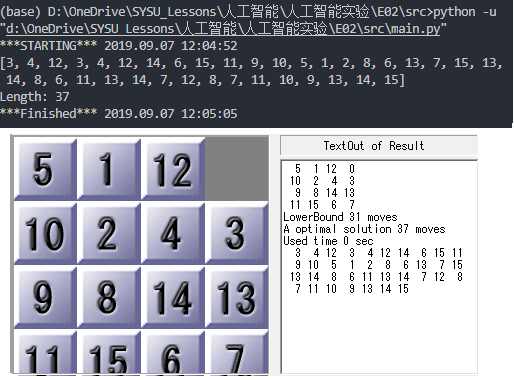 (base) D:\OneDrive\SYSU_Lessons\人工智能\人工智能实验\E02\src>python -u
"d:\OneDrive\SYSU_Lessons\人工智能\人工智能实验\E02\src\main.py"
***STARTING*** 2019.09.07 12:04:52
[3, 4, 12, 3, 4, 12, 14, 6, 15, 11, 9, 10, 5, 1, 2, 8, 6, 13, 7, 15, 13,
14, 8, 6, 11, 13, 14, 7, 12, 8, 7, 11, 10, 9, 13, 14, 15]
Length: 37
***Finished*** 2019.09.07 12:05:05
5 1 12
10 2 4 3
9 8 14 13
11 15 6 7
TextOut of Result
5 1 12 0
10 2 4 3
9 8 14 13
11 15 6 7
LowerBound 31 moves
A optimal solution 37 moves
Used time 0 sec
3 4 12 3 4 12 14 6 15 11
9 10 5 1 2 8 6 13 7 15
13 14 8 6 11 13 14 7 12 8
7 11 10 9 13 14 15